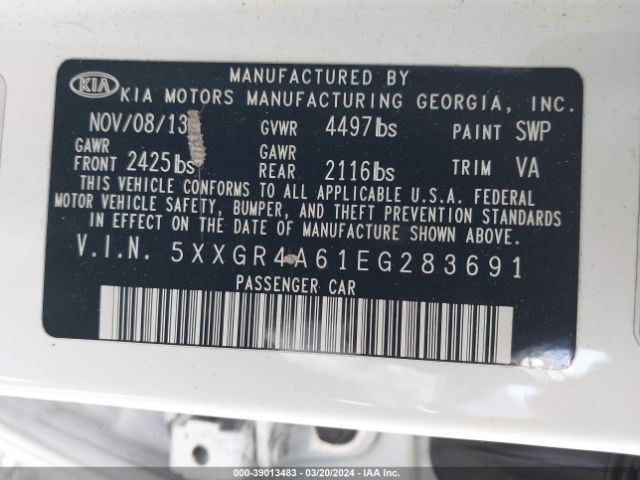 MANUFACTURED BY
KIA KIA MOTORS MANUFACTURING GEORGIA, INC.
NOV/08/13 GVWR 4497lbs PAINT SWP
GAWR FRONT 2425lbs GAWR REAR 2116lbs TRIM VA
THIS VEHICLE CONFORMS TO ALL APPLICABLE U.S.A. FEDERAL
MOTOR VEHICLE SAFETY, BUMPER, AND THEFT PREVENTION STANDARDS
IN EFFECT ON THE DATE OF MANUFACTURE SHOWN ABOVE.
V.I.N. 5XXGR4A61EG283691
PASSENGER CAR
000-39013483 / 03/20/2024 - IAA Inc.